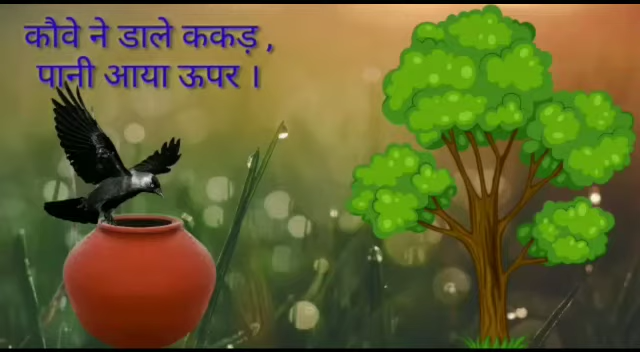 कौवे ने डाले ककड़ ,
पानी आया ऊपर ।